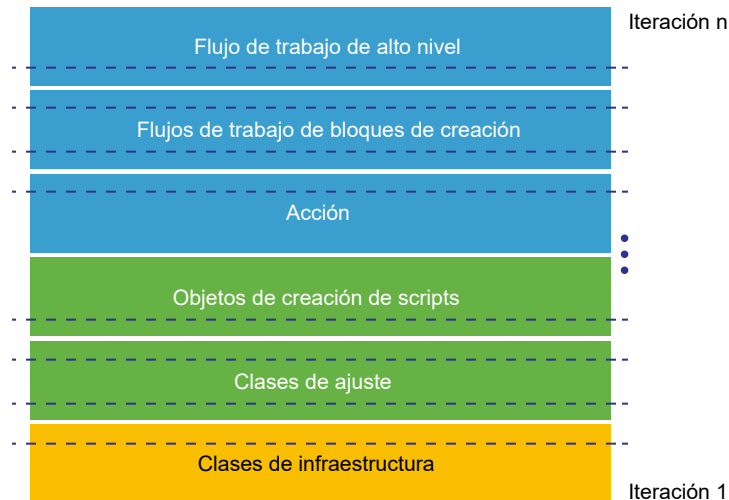 Iteración n
Flujo de trabajo de alto nivel
Flujos de trabajo de bloques de creación
Acción
Objetos de creación de scripts
Clases de ajuste
Clases de infraestructura
Iteración 1